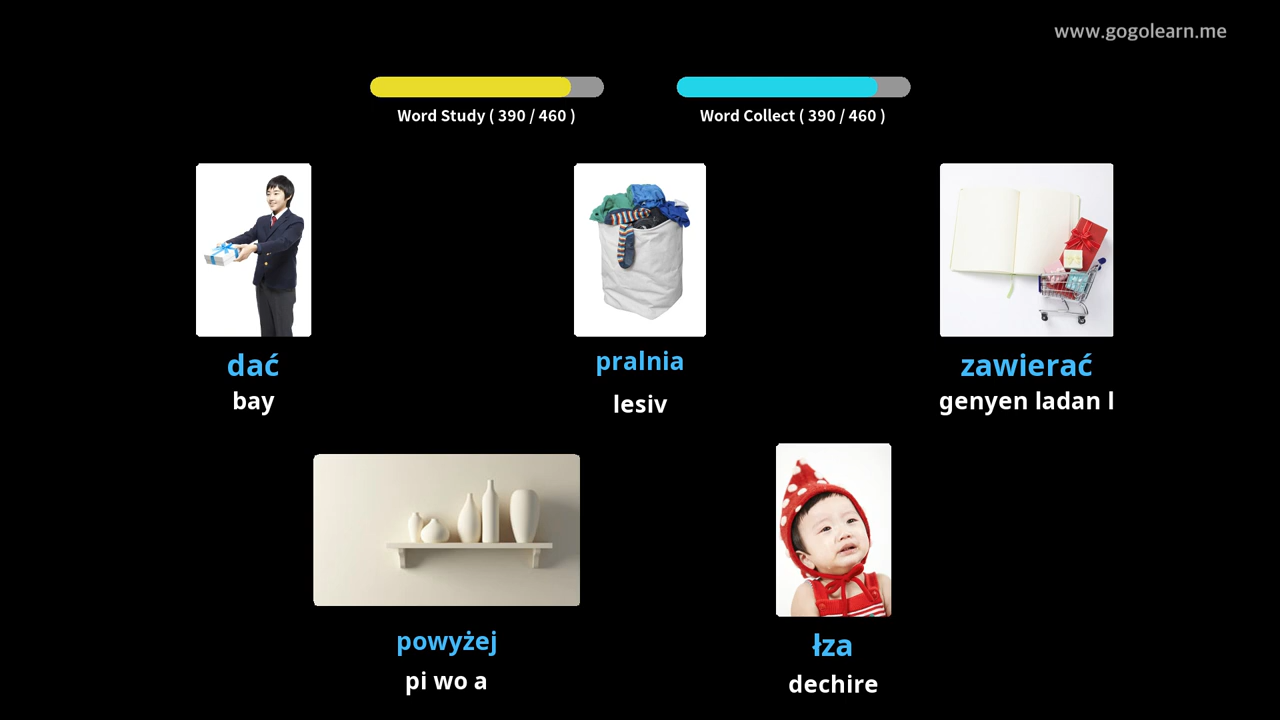 www.gogolearn.me
Word Study ( 390 / 460 )
Word Collect ( 390 / 460 )
dać
bay
pralnia
lesiv
zawierać
genyen ladan l
powyżej
pi wo a
łza
dechire